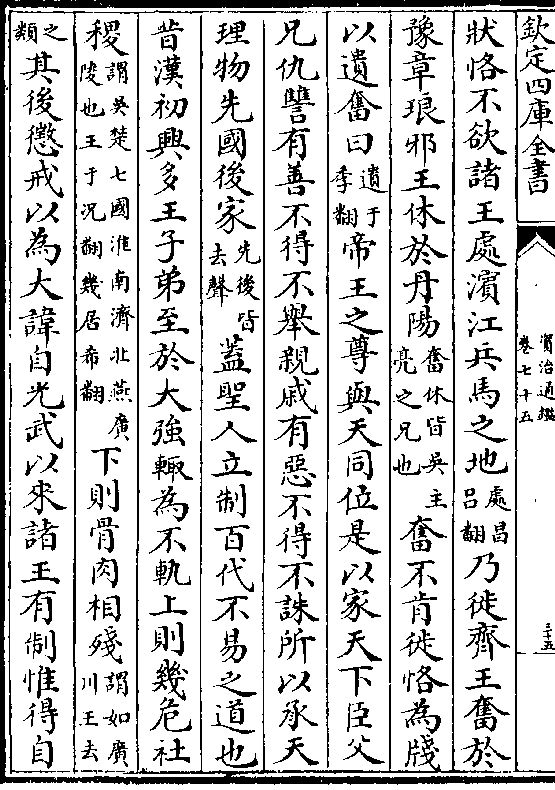 欽定四庫全書
資治通鑑
卷七十五
三十五
狀恪不欲諸王處濵江兵馬之地處昌吕翻乃徙齊王奮於
豫章琅邪王休於丹陽奮休皆吳主亮之兄也奮不肯徙恪為牋
以遺奮曰遺于季翻帝王之尊與天同位是以家天下臣父
兄仇讐有善不得不舉親戚有惡不得不誅所以承天
理物先國後家先後皆去聲蓋聖人立制百代不易之道也
昔漢初興多王子弟至於大強輙為不軌上則幾危社
稷謂吳楚七國淮南濟北燕廣陵也王于况翻幾居希翻下則骨肉相殘謂如廣川王去
之類其後懲戒以為大諱自光武以來諸王有制惟得自